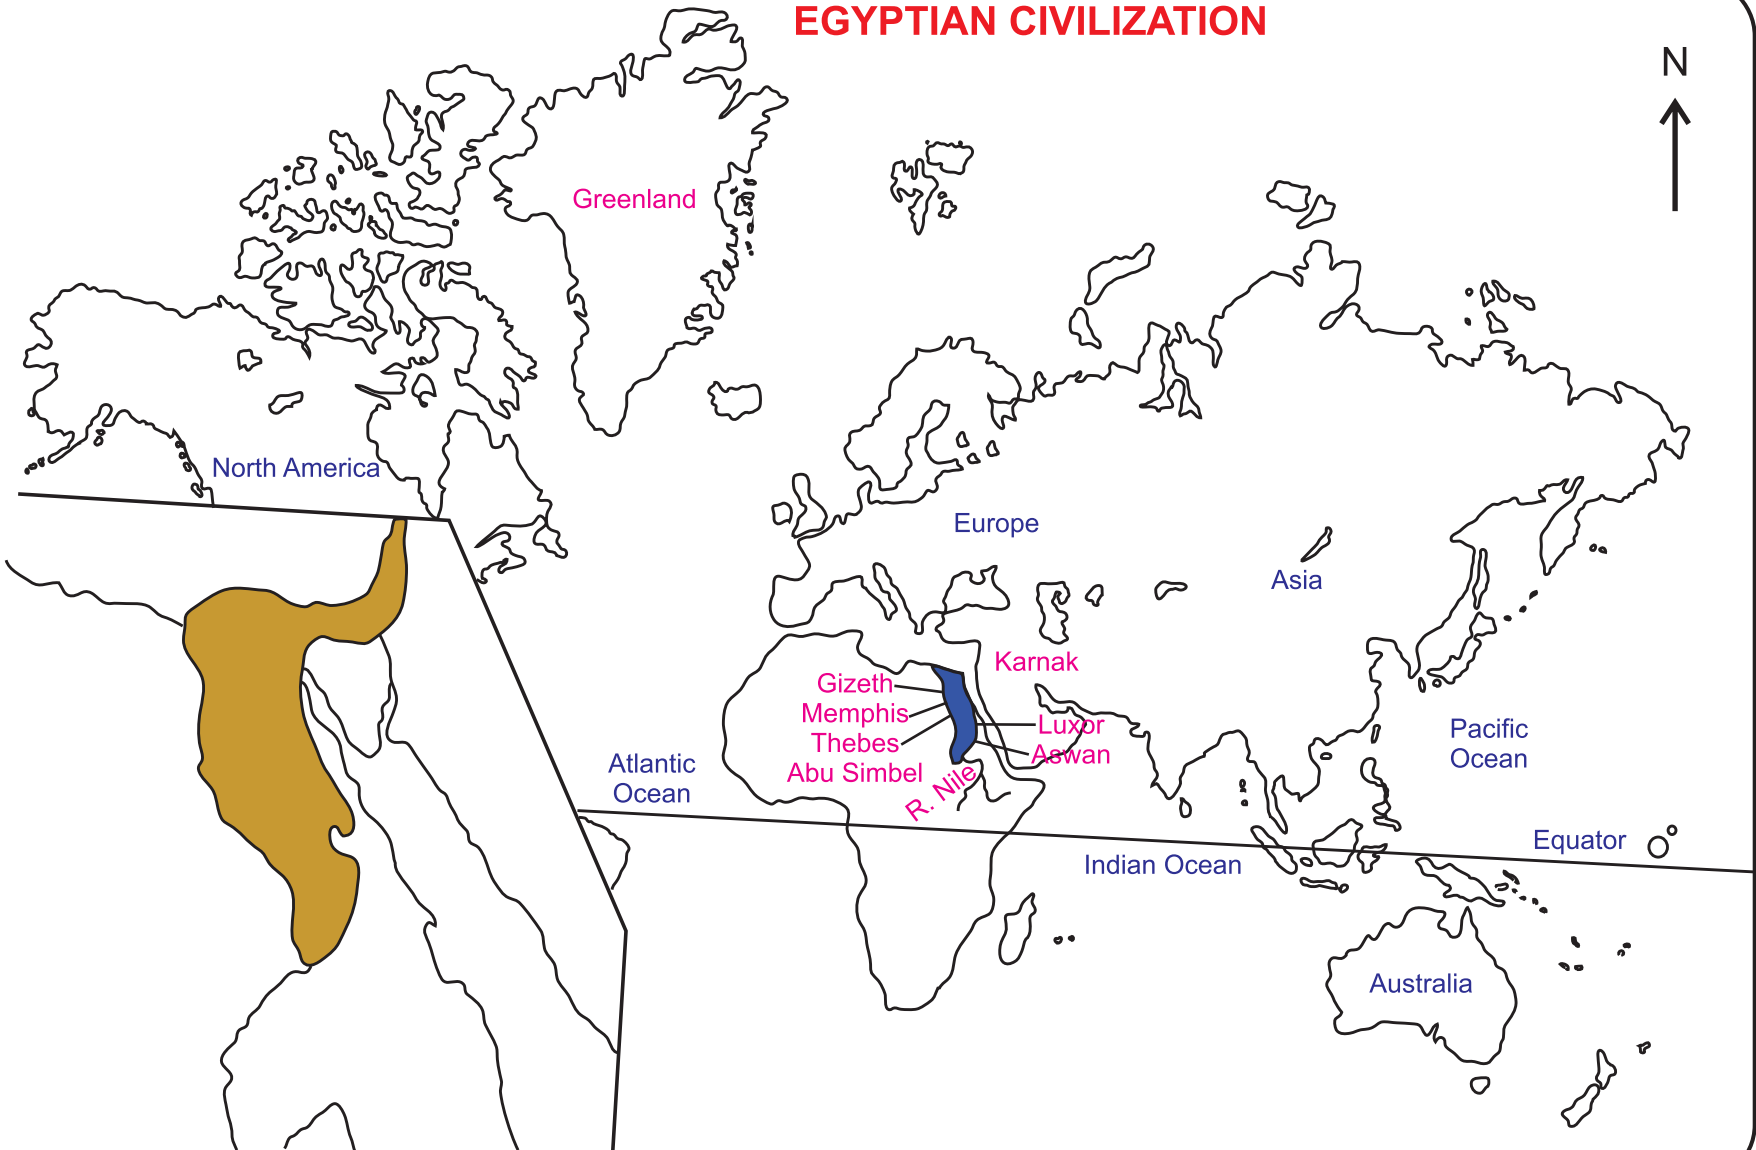 EGYPTIAN CIVILIZATION
N
Greenland
North America
Europe
Asia
Karnak
Gizeth
Memphis
Thebes
Abu Simbel
Luxor
Aswan
R. Nile
Atlantic
Ocean
Pacific
Ocean
Equator
Indian Ocean
Australia